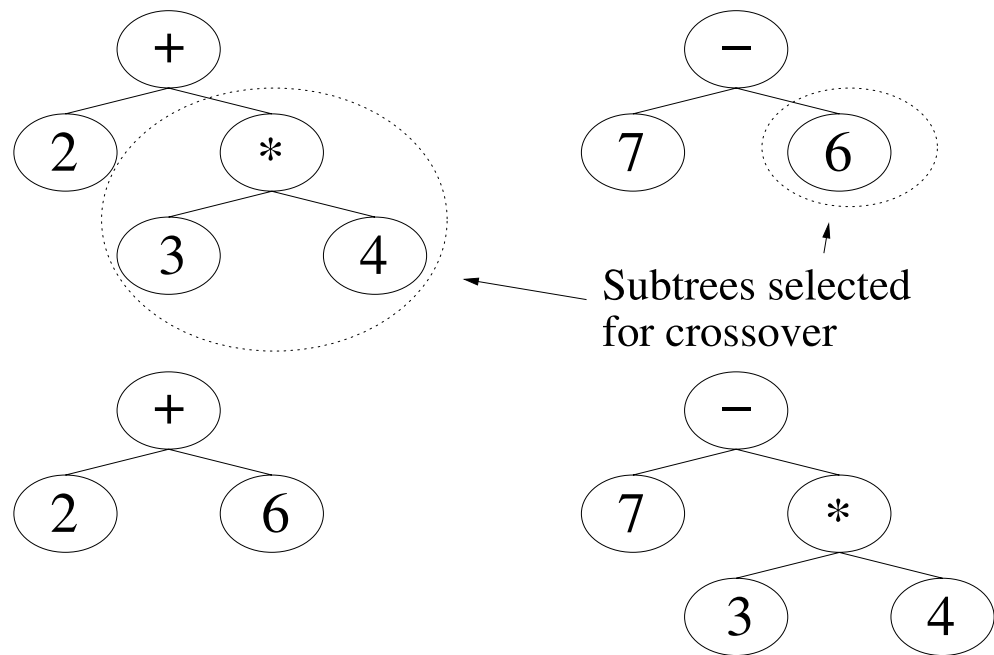 + −
2 * 7 6
3 4
Subtrees selected
for crossover
+ −
2 6 7 *
3 4